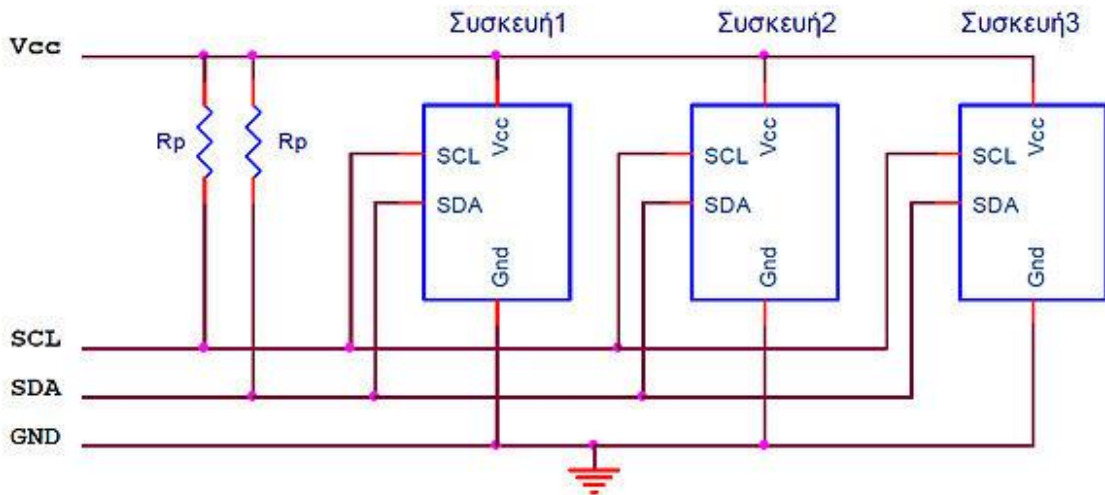 Συσκευή1 Συσκευή2 Συσκευή3
Vcc
Rp Rp
Vcc Vcc Vcc
SCL SCL SCL
SDA SDA SDA
Gnd Gnd Gnd
SCL
SDA
GND